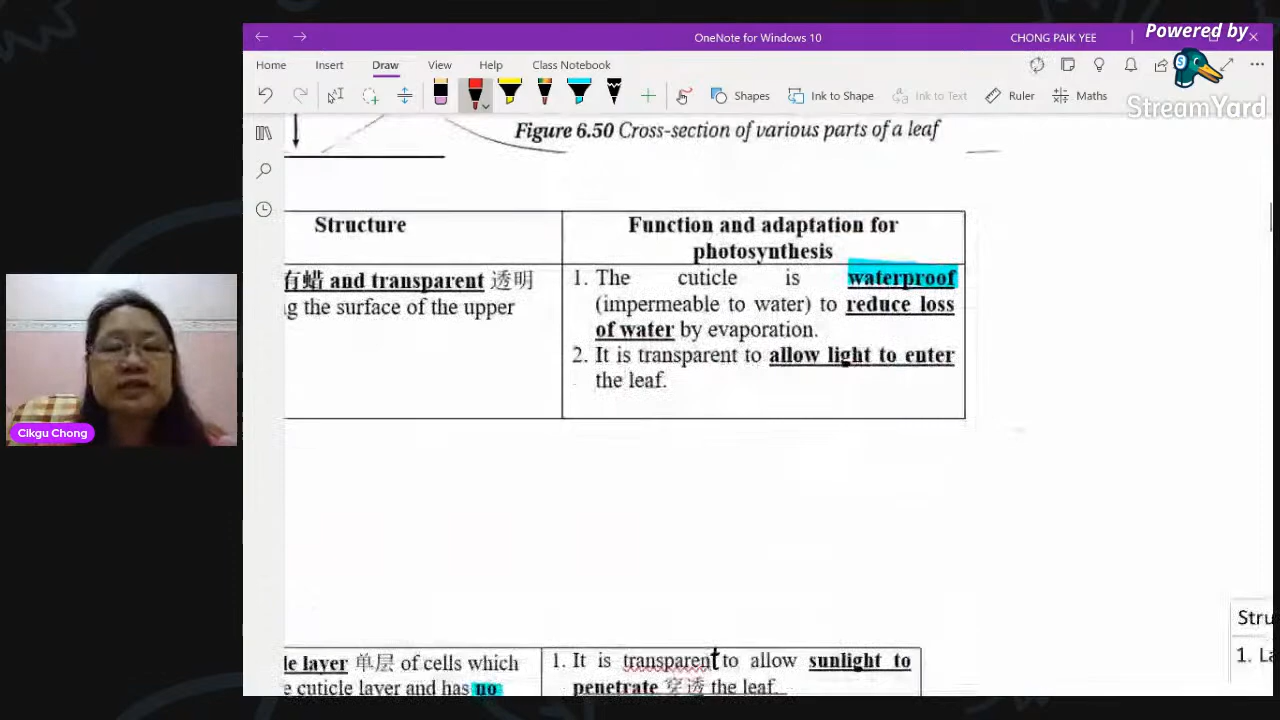 Powered by
StreamYard
OneNote for Windows 10
CHONG PAIK YEE
Home Insert Draw View Help Class Notebook
Shapes Ink to Shape Ink to Text Ruler Maths
Figure 6.50 Cross-section of various parts of a leaf
Structure
Function and adaptation for
photosynthesis
有蜡 and transparent 透明
the surface of the upper
1. The cuticle is waterproof
(impermeable to water) to reduce loss
of water by evaporation.
2. It is transparent to allow light to enter
the leaf.
Cikgu Chong
layer 单层 of cells which
cuticle layer and has no
1. It is transparent to allow sunlight to
penetrate 穿透 the leaf.
Stru
1. La